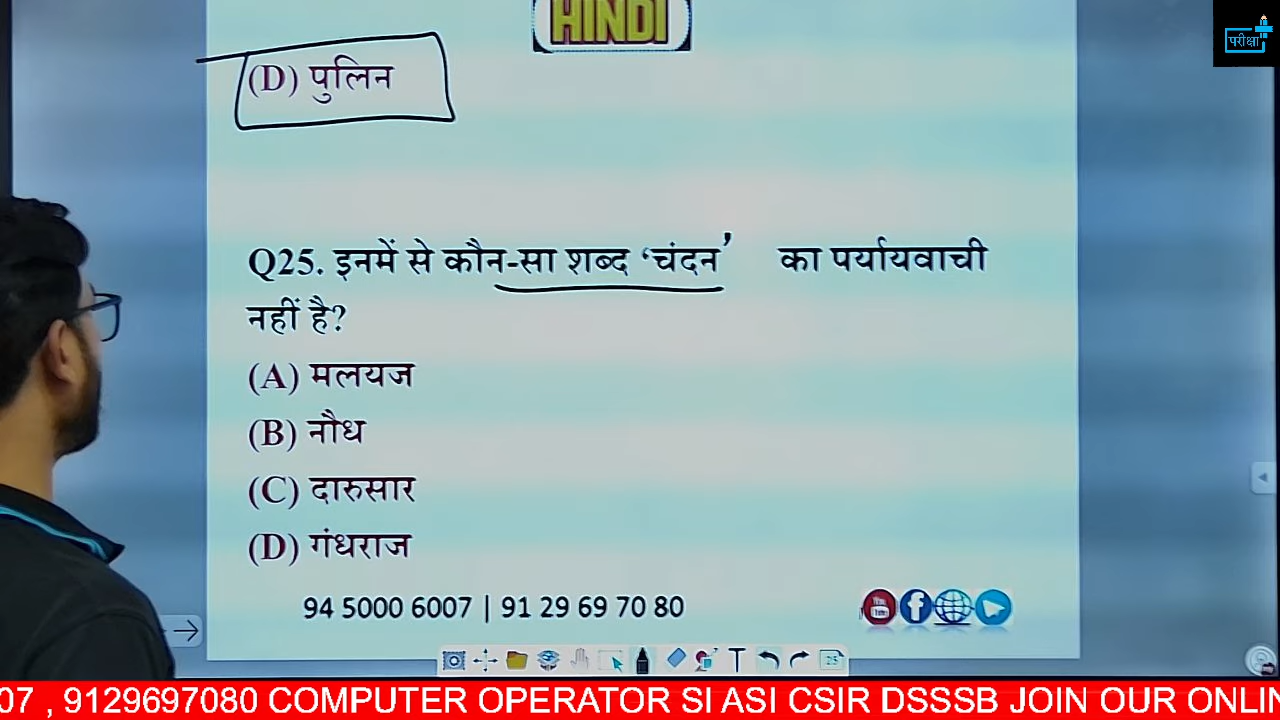 HINDI
परीक्षा
(D) पुलिन
Q25. इनमें से कौन-सा शब्द ‘चंदन’ का पर्यायवाची
नहीं है?
(A) मलयज
(B) नौध
(C) दारुसार
(D) गंधराज
94 5000 6007 | 91 29 69 70 80
07 , 9129697080 COMPUTER OPERATOR SI ASI CSIR DSSSB JOIN OUR ONLIN